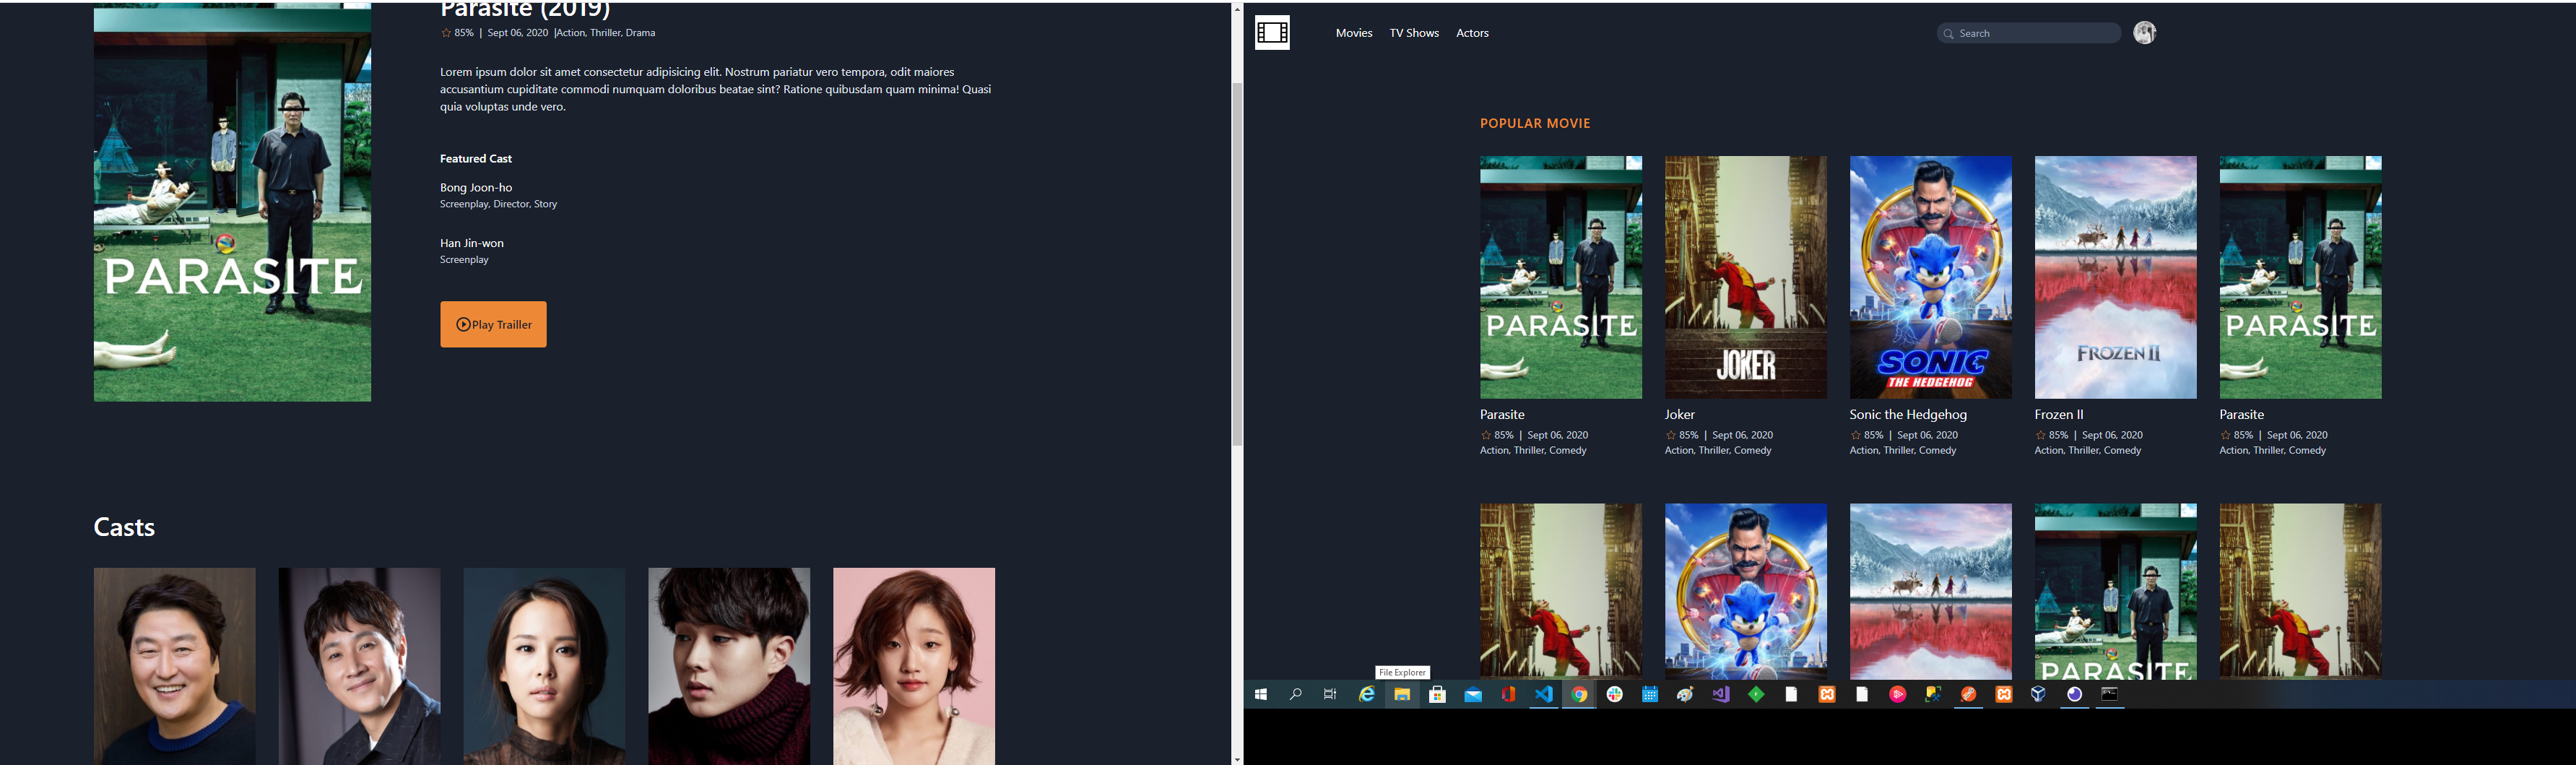 Parasite (2019)
85% | Sept 06, 2020 |Action, Thriller, Drama
Lorem ipsum dolor sit amet consectetur adipisicing elit. Nostrum pariatur vero tempora, odit maiores
accusantium cupiditate commodi numquam doloribus beatae sint? Ratione quibusdam quam minima! Quasi
quia voluptas unde vero.
Featured Cast
Bong Joon-ho
Screenplay, Director, Story
Han Jin-won
Screenplay
Play Trailler
PARASITE
Casts
Movies TV Shows Actors
Search
POPULAR MOVIE
PARASITE
JOKER
SONIC
THE HEDGEHOG
FROZEN II
PARASITE
Parasite
85% | Sept 06, 2020
Action, Thriller, Comedy
Joker
85% | Sept 06, 2020
Action, Thriller, Comedy
Sonic the Hedgehog
85% | Sept 06, 2020
Action, Thriller, Comedy
Frozen II
85% | Sept 06, 2020
Action, Thriller, Comedy
Parasite
85% | Sept 06, 2020
Action, Thriller, Comedy
PARASITE
File Explorer